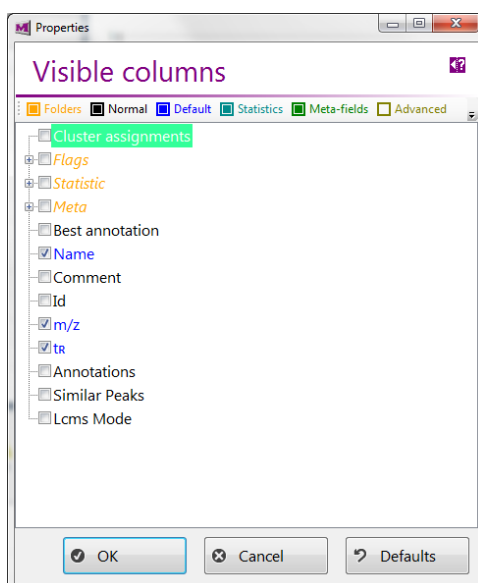 Properties
Visible columns
Folders Normal Default Statistics Meta-fields Advanced
Cluster assignments
Flags
Statistic
Meta
Best annotation
Name
Comment
Id
m/z
tR
Annotations
Similar Peaks
Lcms Mode
OK Cancel Defaults